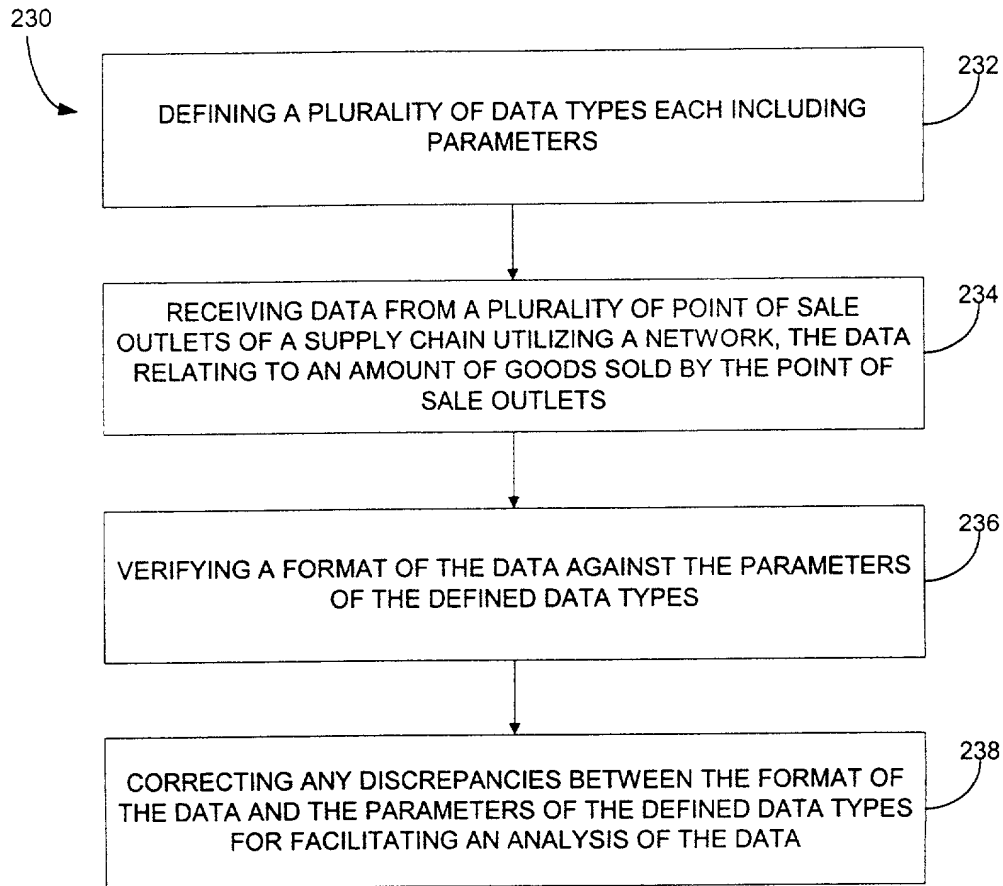 230
232
DEFINING A PLURALITY OF DATA TYPES EACH INCLUDING
PARAMETERS
234
RECEIVING DATA FROM A PLURALITY OF POINT OF SALE
OUTLETS OF A SUPPLY CHAIN UTILIZING A NETWORK, THE DATA
RELATING TO AN AMOUNT OF GOODS SOLD BY THE POINT OF
SALE OUTLETS
236
VERIFYING A FORMAT OF THE DATA AGAINST THE PARAMETERS
OF THE DEFINED DATA TYPES
238
CORRECTING ANY DISCREPANCIES BETWEEN THE FORMAT OF
THE DATA AND THE PARAMETERS OF THE DEFINED DATA TYPES
FOR FACILITATING AN ANALYSIS OF THE DATA